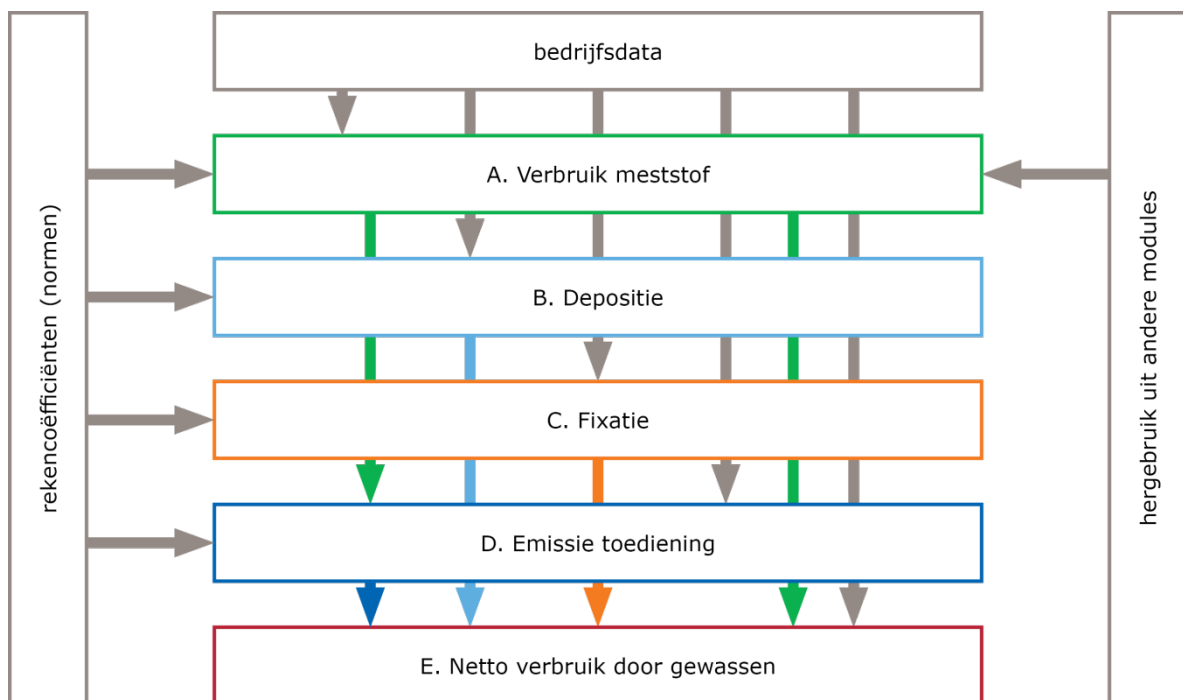 bedrijfsdata
A. Verbruik meststof
B. Depositie
C. Fixatie
D. Emissie toediening
E. Netto verbruik door gewassen
rekencoëfficiënten (normen)
hergebruik uit andere modules